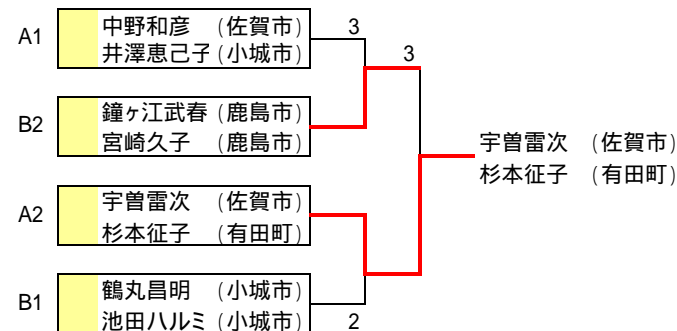 A1
中野和彦 (佐賀市)
井澤恵己子 (小城市)
3
3
B2
鐘ヶ江武春 (鹿島市)
宮崎久子 (鹿島市)
宇曽雷次 (佐賀市)
杉本征子 (有田町)
A2
宇曽雷次 (佐賀市)
杉本征子 (有田町)
B1
鶴丸昌明 (小城市)
池田ハルミ (小城市)
2